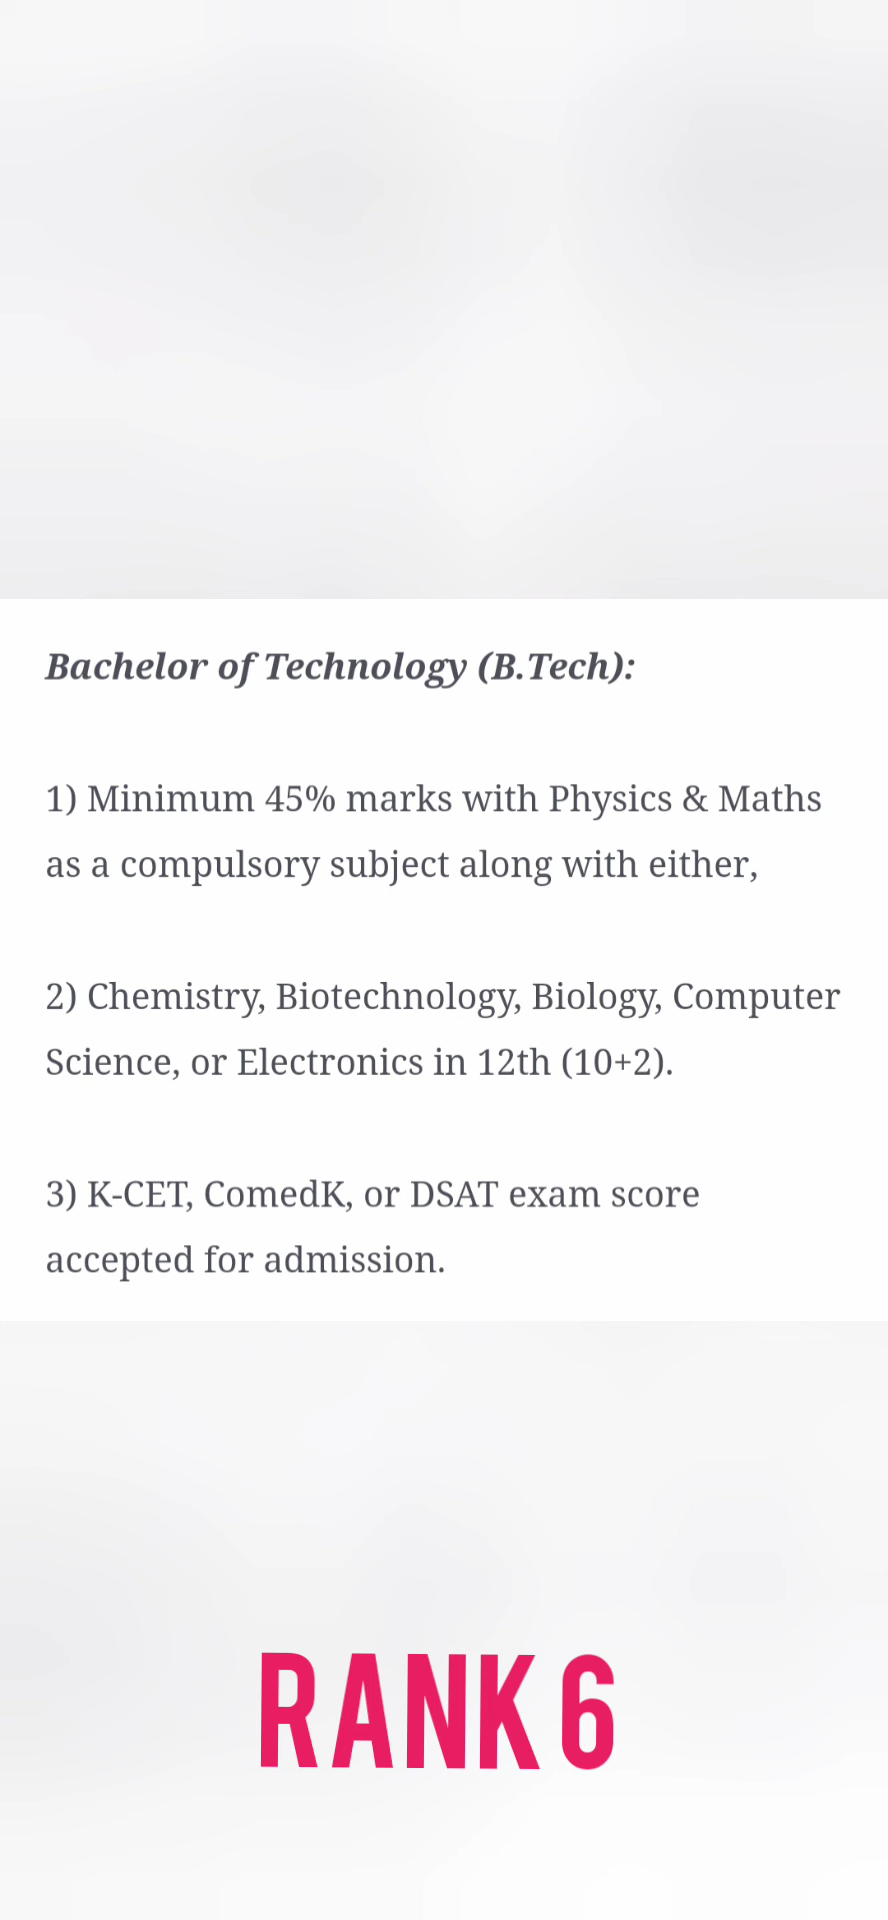 Bachelor of Technology (B.Tech):
1) Minimum 45% marks with Physics & Maths
as a compulsory subject along with either,
2) Chemistry, Biotechnology, Biology, Computer
Science, or Electronics in 12th (10+2).
3) K-CET, ComedK, or DSAT exam score
accepted for admission.
RANK 6